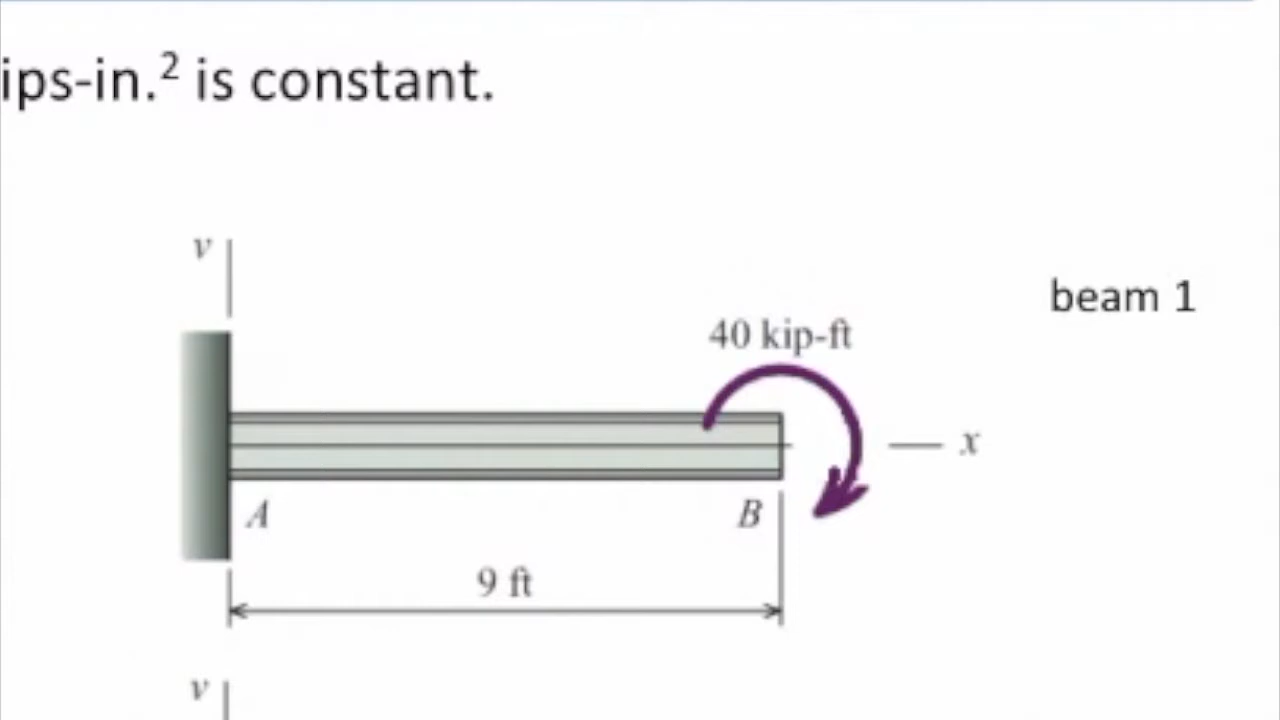 ips-in.² is constant.
v
beam 1
40 kip-ft
x
A B
9 ft
v